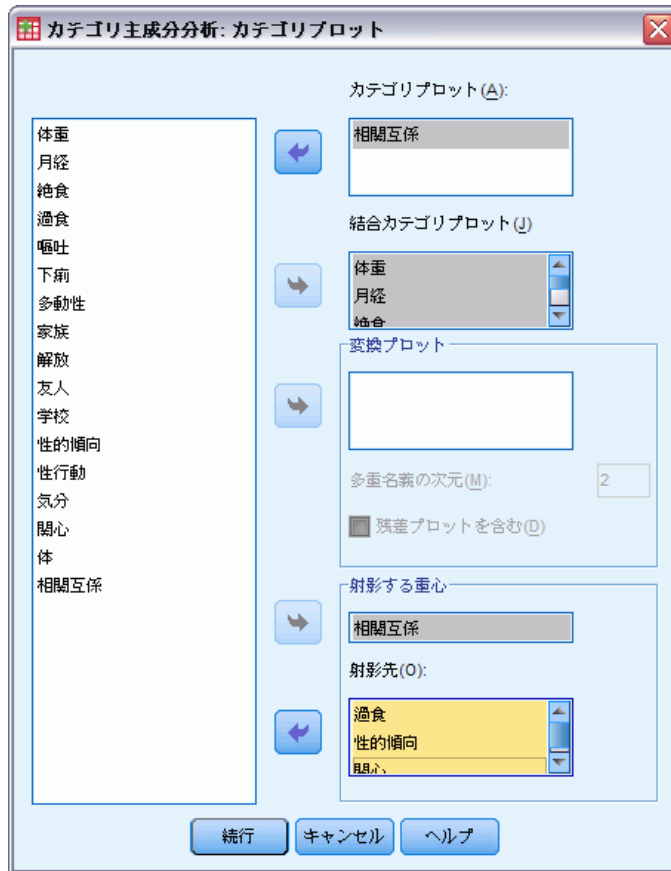 カテゴリ主成分分析: カテゴリプロット
体重
月経
絶食
過食
嘔吐
下痢
多動性
家族
解放
友人
学校
性的傾向
性行動
気分
関心
体
相関互係
カテゴリプロット(A):
相関互係
結合カテゴリプロット(J)
体重
月経
絶食
変換プロット
多重名義の次元(M):
2
残差プロットを含む(D)
射影する重心
相関互係
射影先(O):
過食
性的傾向
関心
続行
キャンセル
ヘルプ